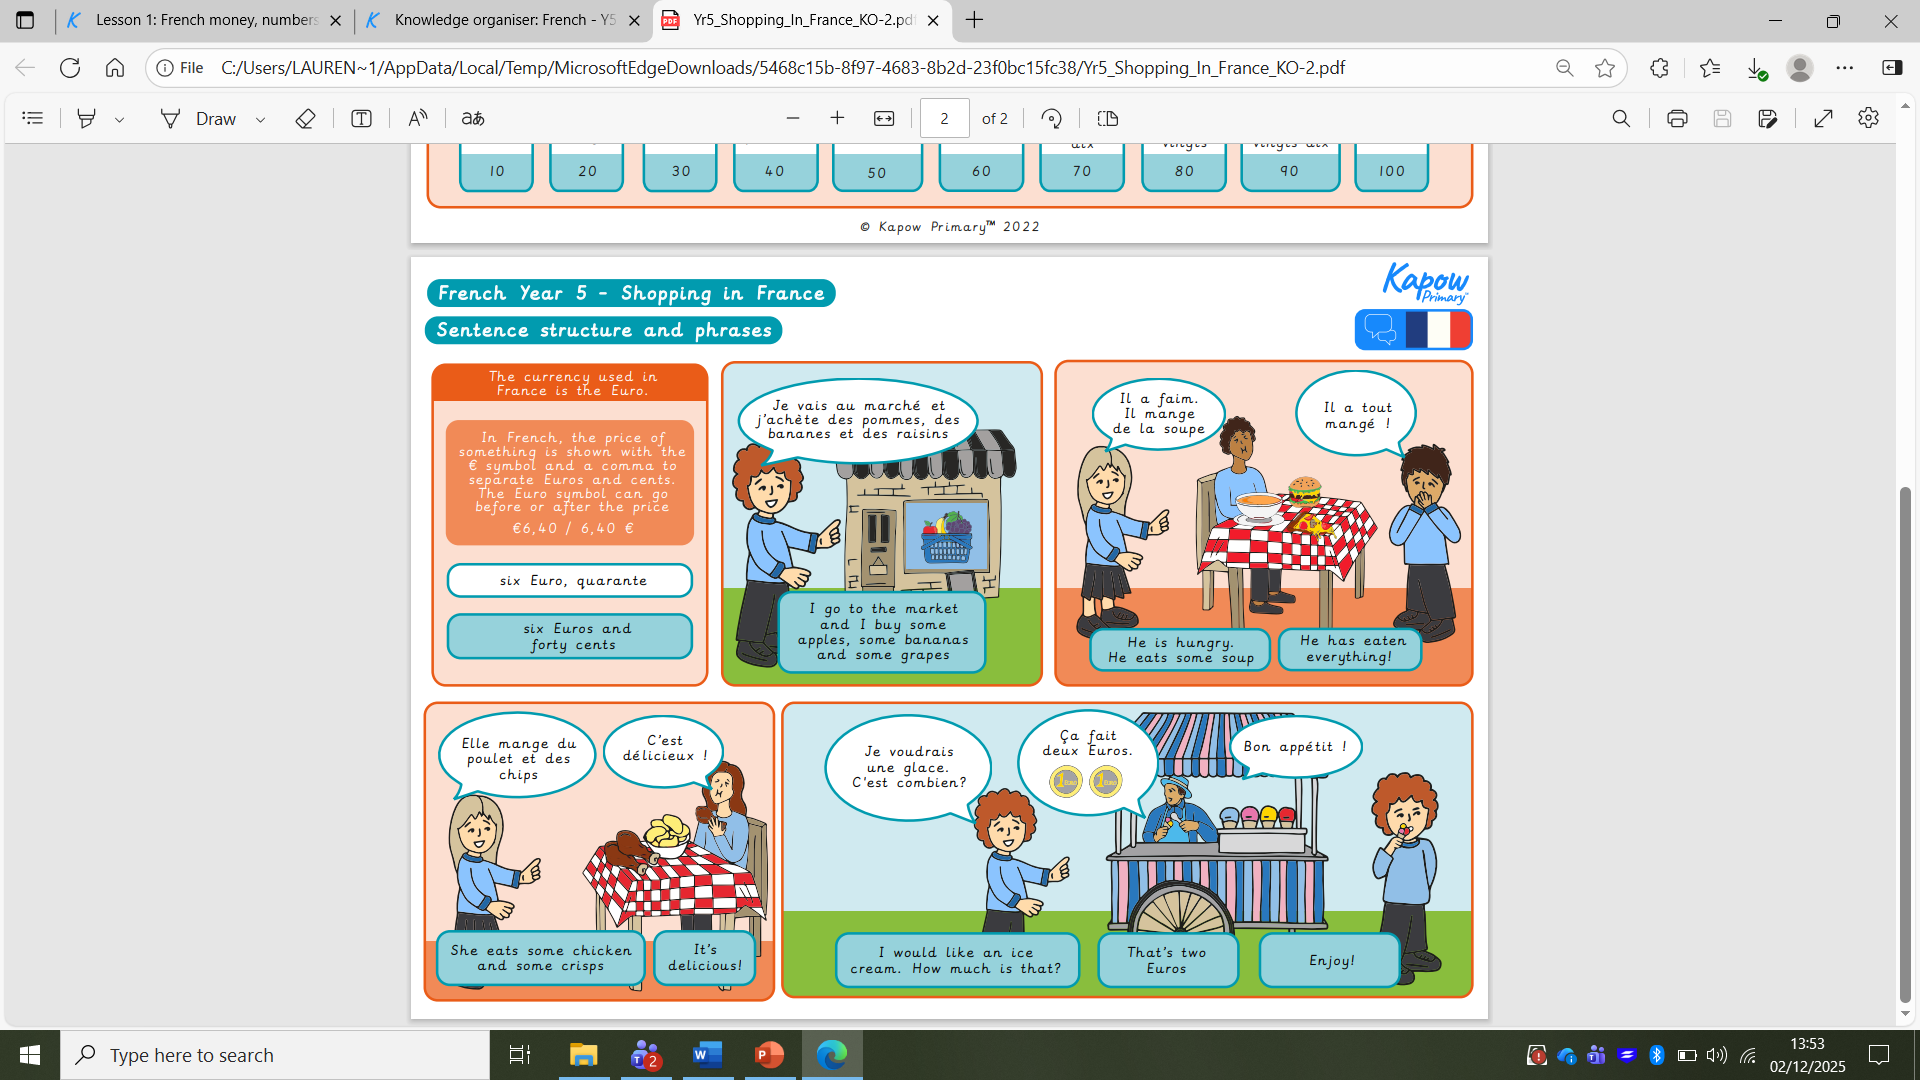 Lesson 1: French money, numbers
Knowledge organiser: French - Y5
Yr5_Shopping_In_France_KO-2.pdf
File
C:/Users/LAUREN~1/AppData/Local/Temp/MicrosoftEdgeDownloads/5468c15b-8f97-4683-8b2d-23f0bc15fc38/Yr5_Shopping_In_France_KO-2.pdf
Draw
2 of 2
10 20 30 40 50 60 70 80 90 100
© Kapow Primary™ 2022
French Year 5 - Shopping in France
Sentence structure and phrases
Kapow
Primary
The currency used in
France is the Euro.
In French, the price of
something is shown with the
€ symbol and a comma to
separate Euros and cents.
The Euro symbol can go
before or after the price
€6,40 / 6,40 €
six Euro, quarante
six Euros and
forty cents
Je vais au marché et
j'achète des pommes, des
bananes et des raisins
I go to the market
and I buy some
apples, some bananas
and some grapes
Il a faim.
Il mange
de la soupe
Il a tout
mangé !
He is hungry.
He eats some soup
He has eaten
everything!
Elle mange du
poulet et des
chips
C'est
délicieux !
She eats some chicken
and some crisps
It's
delicious!
Je voudrais
une glace.
C'est combien?
Ça fait
deux Euros.
Bon appétit !
I would like an ice
cream. How much is that?
That's two
Euros
Enjoy!
Type here to search
2
13:53
02/12/2025